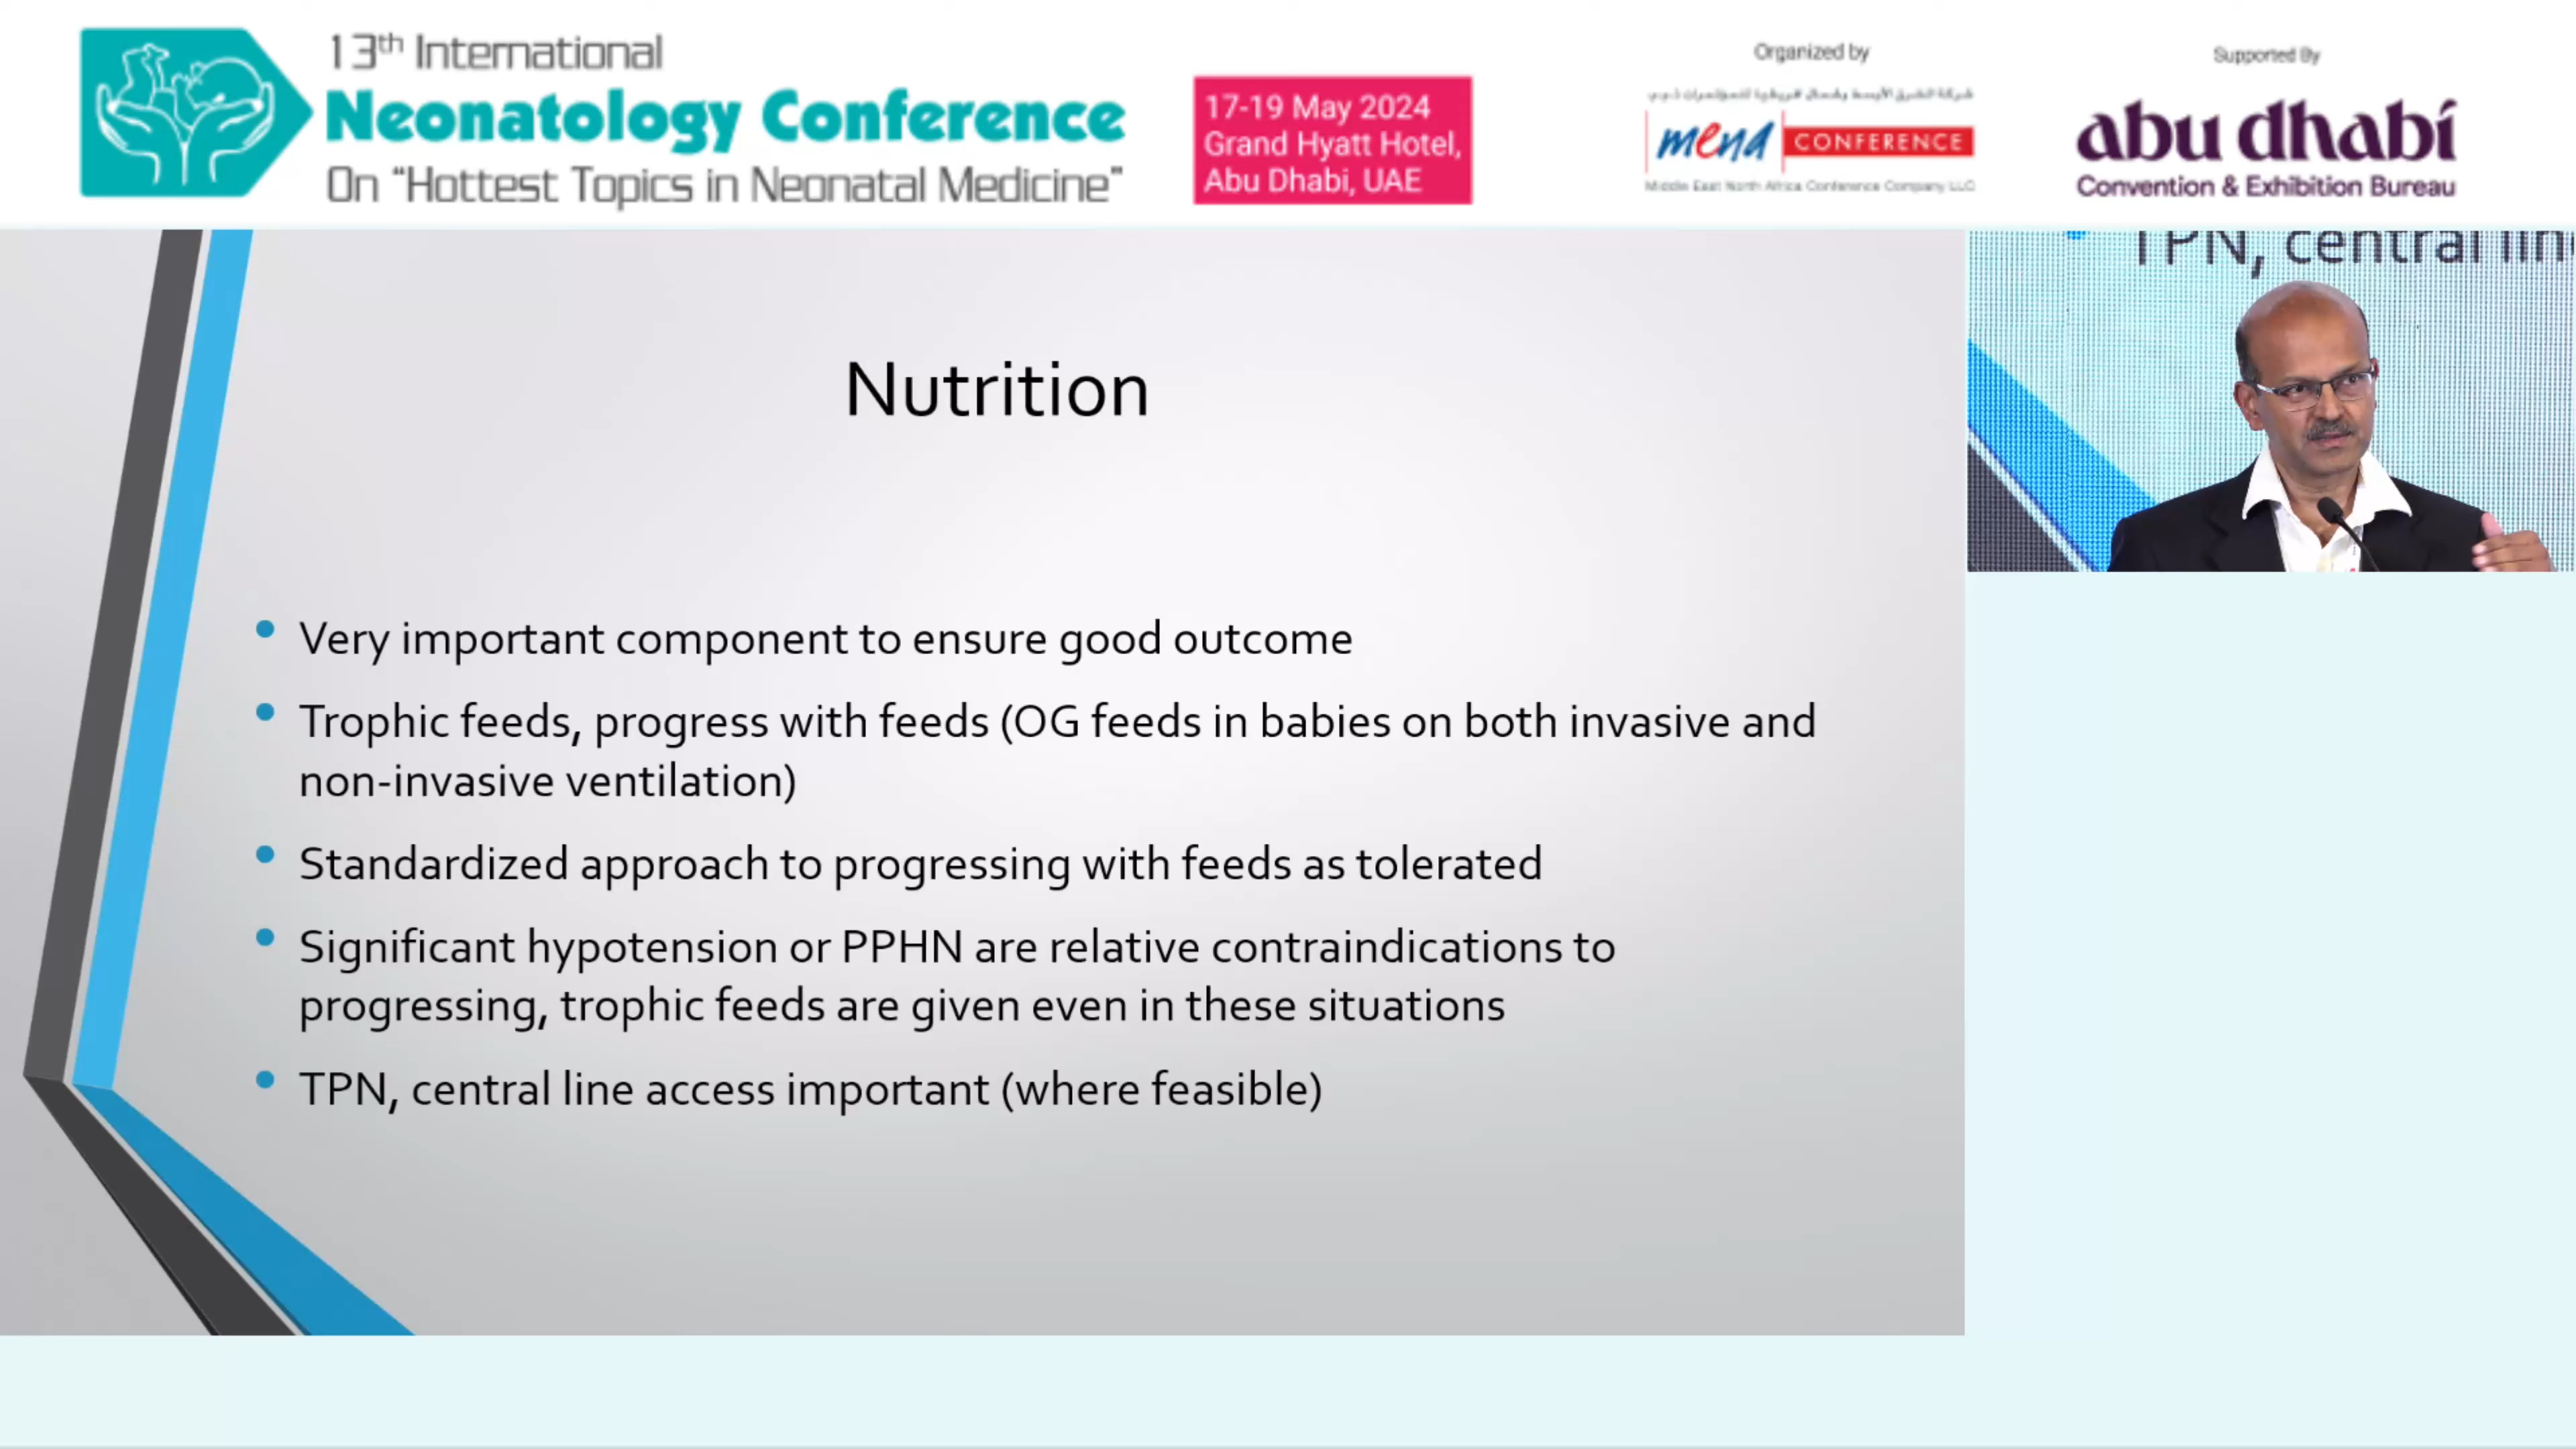 13th International
Neonatology Conference
On "Hottest Topics in Neonatal Medicine"
17-19 May 2024
Grand Hyatt Hotel,
Abu Dhabi, UAE
Organized by
mena CONFERENCE
Middle East North Africa Conference Company LLC
Supported By
abu dhabi
Convention & Exhibition Bureau
TPN, central lin
Nutrition
• Very important component to ensure good outcome
• Trophic feeds, progress with feeds (OG feeds in babies on both invasive and
non-invasive ventilation)
• Standardized approach to progressing with feeds as tolerated
• Significant hypotension or PPHN are relative contraindications to
progressing, trophic feeds are given even in these situations
• TPN, central line access important (where feasible)